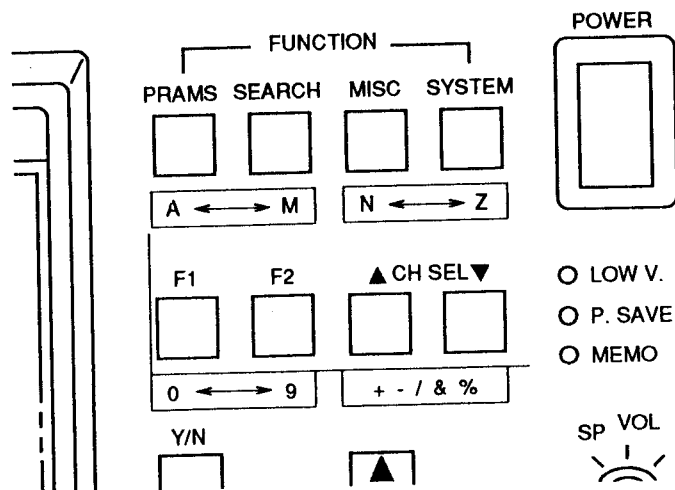 POWER
FUNCTION
PRAMS SEARCH MISC SYSTEM
A ⟷ M N ⟷ Z
F1 F2 ▲ CH SEL ▼
LOW V.
P. SAVE
MEMO
0 ⟷ 9 + - / & %
Y/N ▲
SP VOL